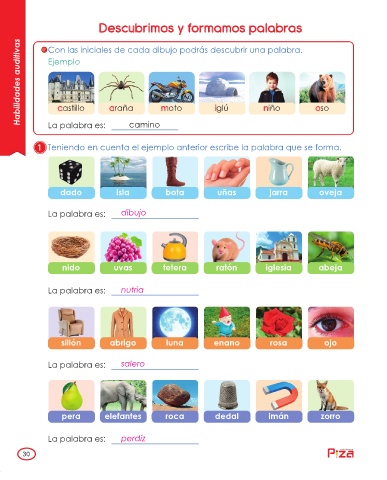 Descubrimos y formamos palabras
Habilidades auditivas
Con las iniciales de cada dibujo podrás descubrir una palabra.
Ejemplo
castillo araña moto iglú niño oso
La palabra es: camino
1 Teniendo en cuenta el ejemplo anterior escribe la palabra que se forma.
dado isla bota uñas jarra oveja
La palabra es: dibujo
nido uvas tetera ratón iglesia abeja
La palabra es: nutria
sillón abrigo luna enano rosa ojo
La palabra es: salero
pera elefantes roca dedal imán zorro
La palabra es: perdiz
30
Piza